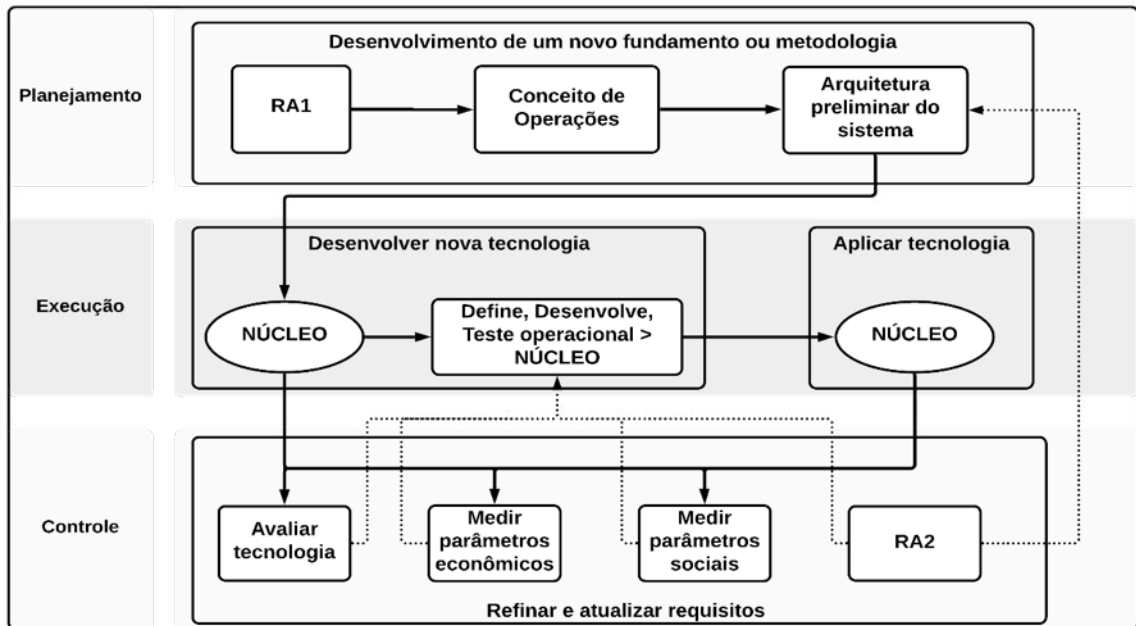 Planejamento
Desenvolvimento de um novo fundamento ou metodologia
RA1
Conceito de
Operações
Arquitetura
preliminar do
sistema
Execução
Desenvolver nova tecnologia
NÚCLEO
Define, Desenvolve,
Teste operacional >
NÚCLEO
Aplicar tecnologia
NÚCLEO
Controle
Avaliar
tecnologia
Medir
parâmetros
econômicos
Medir
parâmetros
sociais
RA2
Refinar e atualizar requisitos